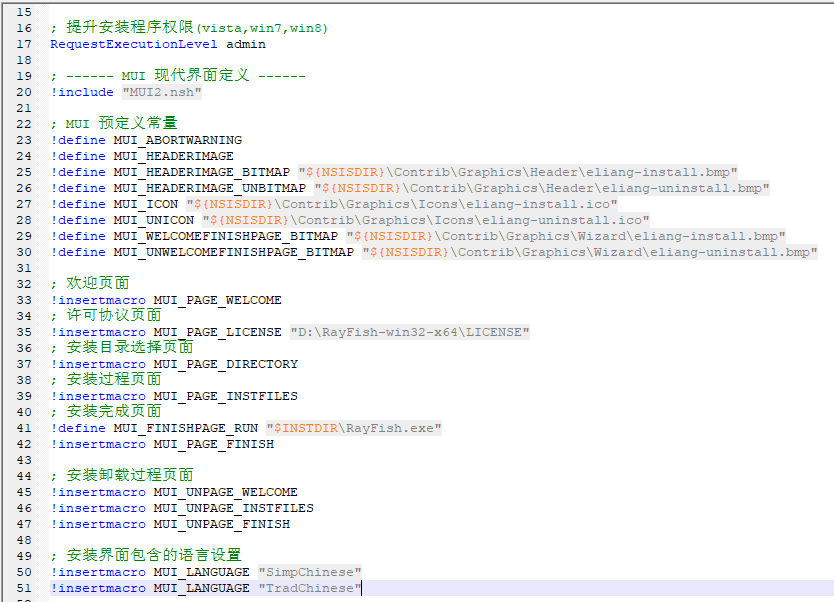 15
16 ; 提升安装程序权限(vista,win7,win8)
17 RequestExecutionLevel admin
18
19 ; ------ MUI 现代界面定义 ------
20 !include "MUI2.nsh"
21
22 ; MUI 预定义常量
23 !define MUI_ABORTWARNING
24 !define MUI_HEADERIMAGE
25 !define MUI_HEADERIMAGE_BITMAP "${NSISDIR}\Contrib\Graphics\Header\eliang-install.bmp"
26 !define MUI_HEADERIMAGE_UNBITMAP "${NSISDIR}\Contrib\Graphics\Header\eliang-uninstall.bmp"
27 !define MUI_ICON "${NSISDIR}\Contrib\Graphics\Icons\eliang-install.ico"
28 !define MUI_UNICON "${NSISDIR}\Contrib\Graphics\Icons\eliang-uninstall.ico"
29 !define MUI_WELCOMEFINISHPAGE_BITMAP "${NSISDIR}\Contrib\Graphics\Wizard\eliang-install.bmp"
30 !define MUI_UNWELCOMEFINISHPAGE_BITMAP "${NSISDIR}\Contrib\Graphics\Wizard\eliang-uninstall.bmp"
31
32 ; 欢迎页面
33 !insertmacro MUI_PAGE_WELCOME
34 ; 许可协议页面
35 !insertmacro MUI_PAGE_LICENSE "D:\RayFish-win32-x64\LICENSE"
36 ; 安装目录选择页面
37 !insertmacro MUI_PAGE_DIRECTORY
38 ; 安装过程页面
39 !insertmacro MUI_PAGE_INSTFILES
40 ; 安装完成页面
41 !define MUI_FINISHPAGE_RUN "$INSTDIR\RayFish.exe"
42 !insertmacro MUI_PAGE_FINISH
43
44 ; 安装卸载过程页面
45 !insertmacro MUI_UNPAGE_WELCOME
46 !insertmacro MUI_UNPAGE_INSTFILES
47 !insertmacro MUI_UNPAGE_FINISH
48
49 ; 安装界面包含的语言设置
50 !insertmacro MUI_LANGUAGE "SimpChinese"
51 !insertmacro MUI_LANGUAGE "TradChinese"